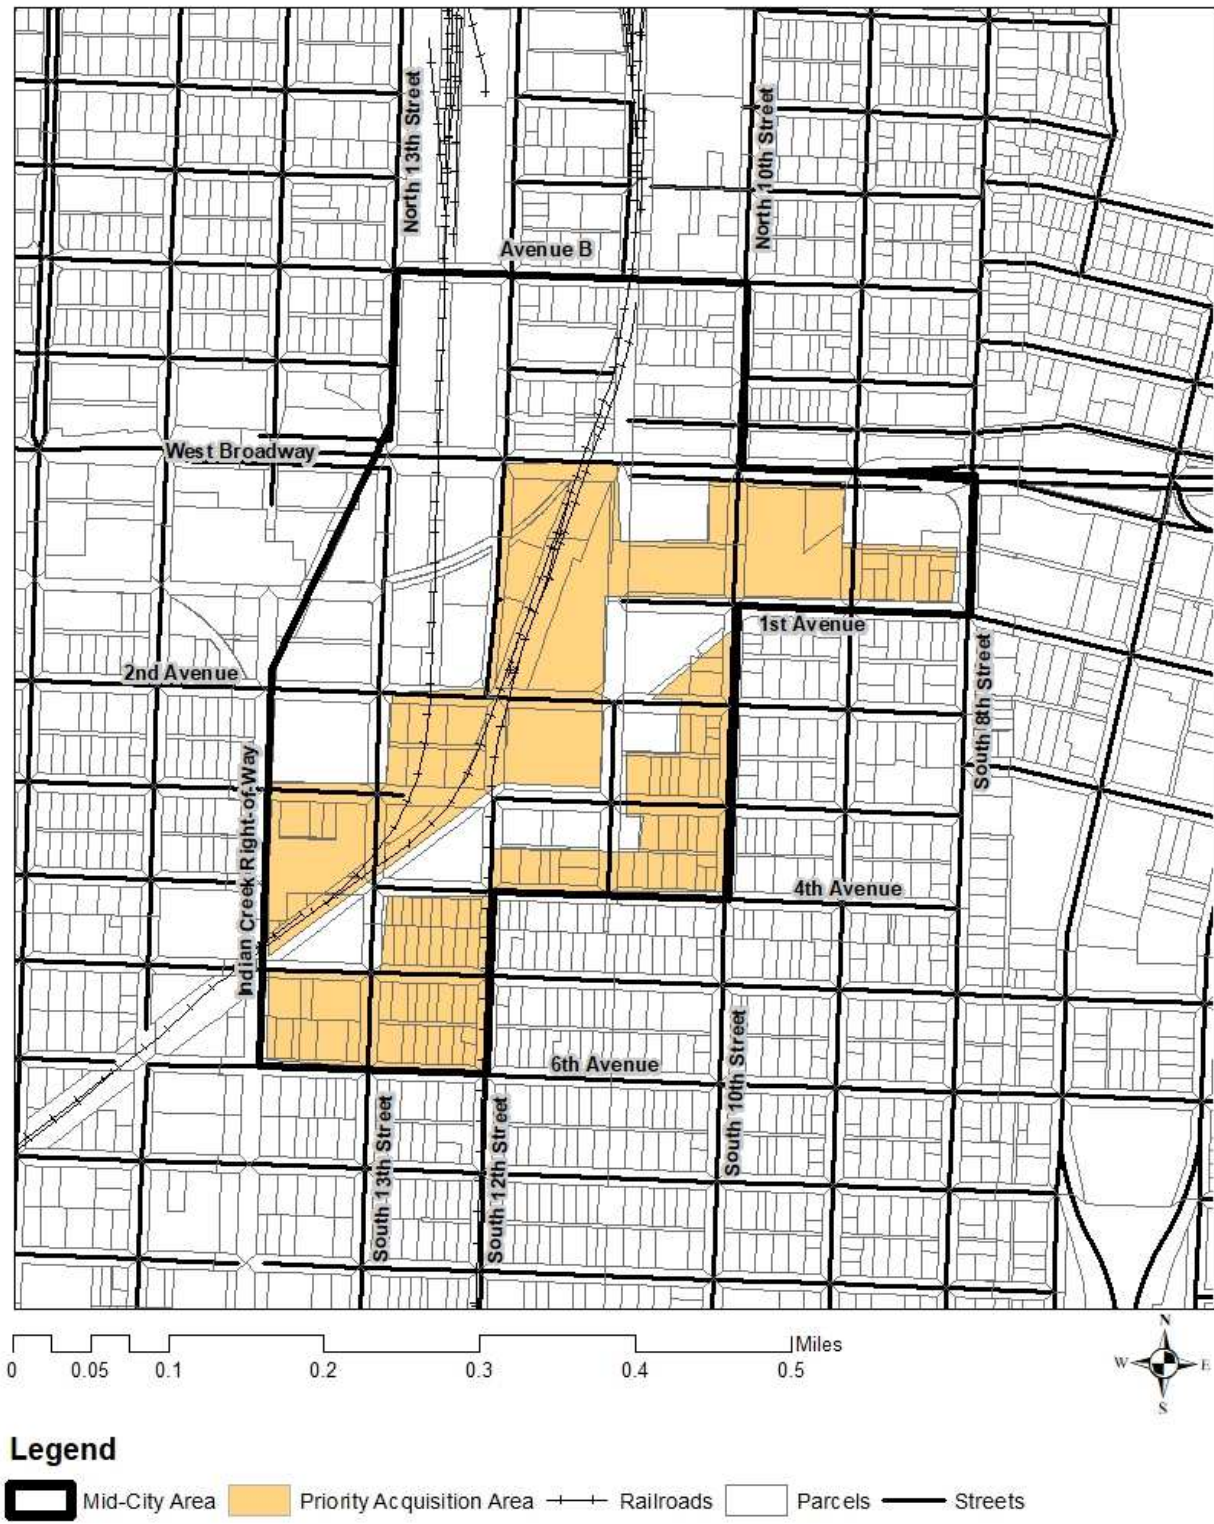 North 13th Street
North 10th Street
Avenue B
West Broadway
1st Avenue
2nd Avenue
South 8th Street
Indian Creek Right-of-Way
4th Avenue
6th Avenue
South 10th Street
South 13th Street
South 12th Street
Miles
0 0.05 0.1 0.2 0.3 0.4 0.5
N
W E
S
Legend
Mid-City Area Priority Acquisition Area Railroads Parcels Streets